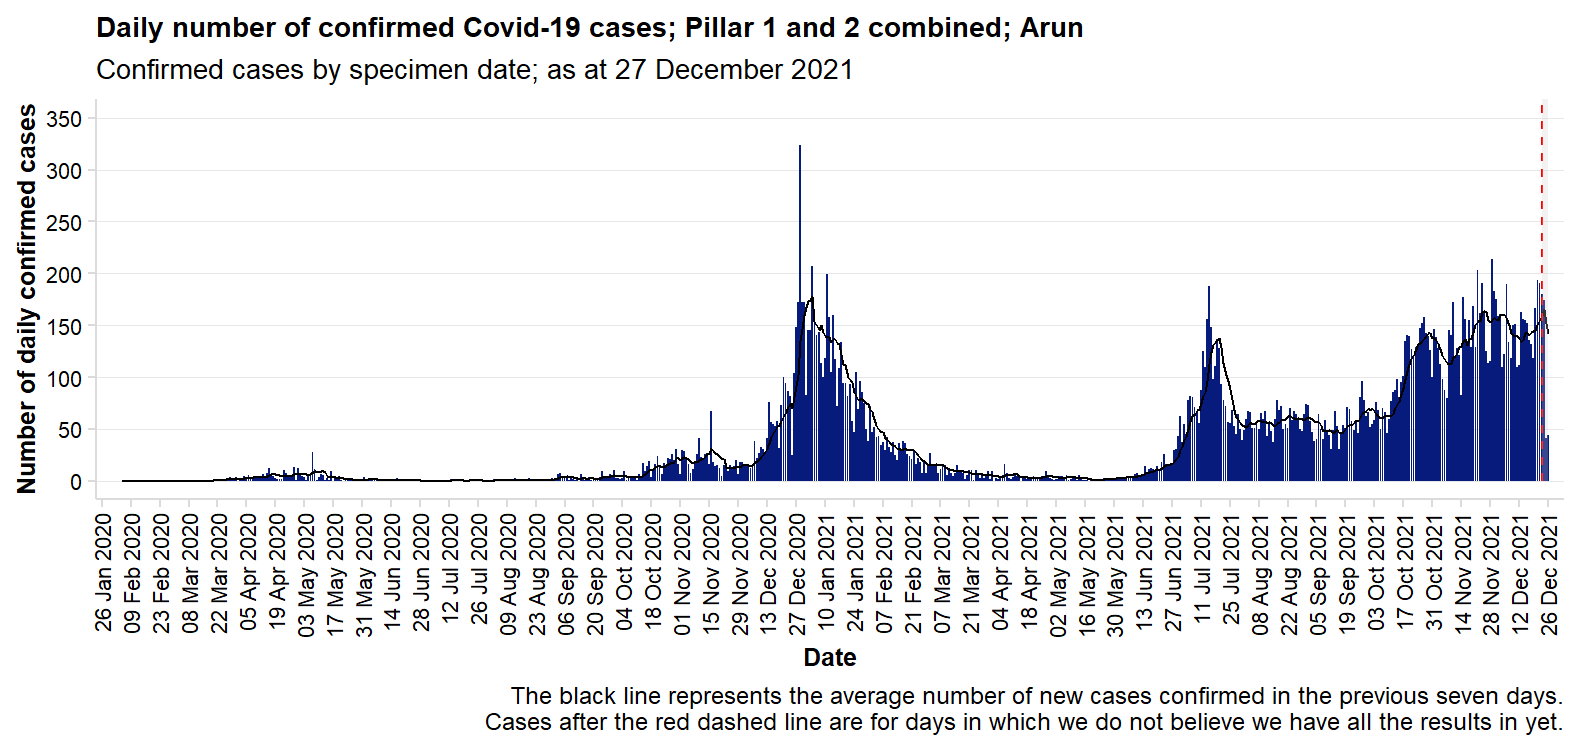 Daily number of confirmed Covid-19 cases; Pillar 1 and 2 combined; Arun
Confirmed cases by specimen date; as at 27 December 2021
Number of daily confirmed cases
350
300
250
200
150
100
50
0
26 Jan 2020
09 Feb 2020
23 Feb 2020
08 Mar 2020
22 Mar 2020
05 Apr 2020
19 Apr 2020
03 May 2020
17 May 2020
31 May 2020
14 Jun 2020
28 Jun 2020
12 Jul 2020
26 Jul 2020
09 Aug 2020
23 Aug 2020
06 Sep 2020
20 Sep 2020
04 Oct 2020
18 Oct 2020
01 Nov 2020
15 Nov 2020
29 Nov 2020
13 Dec 2020
27 Dec 2020
10 Jan 2021
24 Jan 2021
07 Feb 2021
21 Feb 2021
07 Mar 2021
21 Mar 2021
04 Apr 2021
18 Apr 2021
02 May 2021
16 May 2021
30 May 2021
13 Jun 2021
27 Jun 2021
11 Jul 2021
25 Jul 2021
08 Aug 2021
22 Aug 2021
05 Sep 2021
19 Sep 2021
03 Oct 2021
17 Oct 2021
31 Oct 2021
14 Nov 2021
28 Nov 2021
12 Dec 2021
26 Dec 2021
Date
The black line represents the average number of new cases confirmed in the previous seven days.
Cases after the red dashed line are for days in which we do not believe we have all the results in yet.